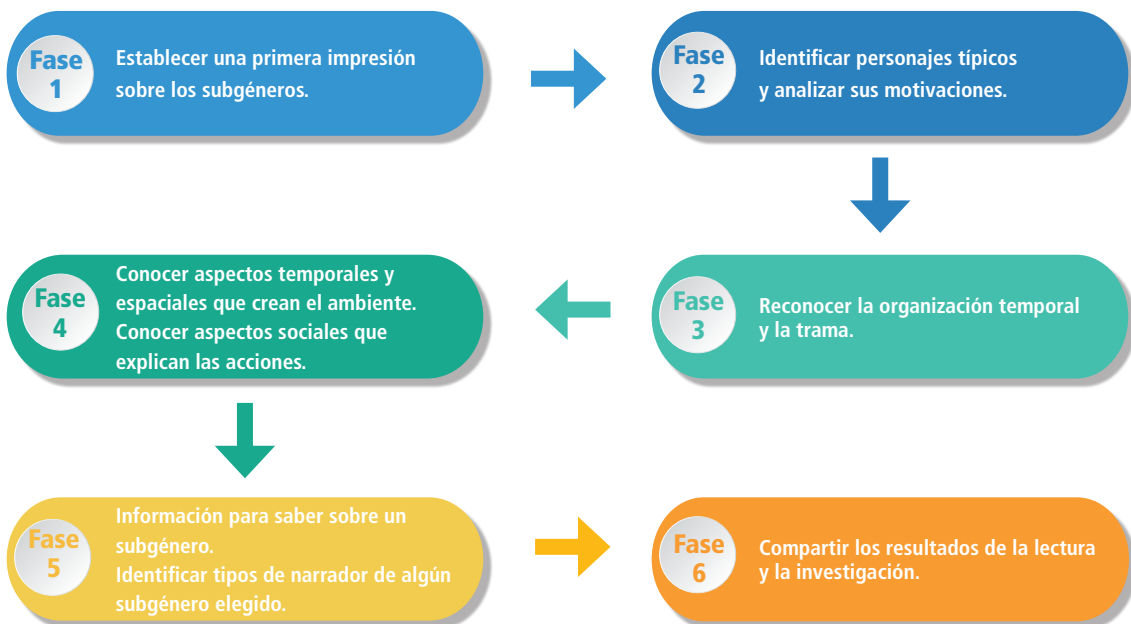 Fase
1
Establecer una primera impresión
sobre los subgéneros.
Fase
2
Identificar personajes típicos
y analizar sus motivaciones.
Fase
3
Reconocer la organización temporal
y la trama.
Fase
4
Conocer aspectos temporales y
espaciales que crean el ambiente.
Conocer aspectos sociales que
explican las acciones.
Fase
5
Información para saber sobre un
subgénero.
Identificar tipos de narrador de algún
subgénero elegido.
Fase
6
Compartir los resultados de la lectura
y la investigación.